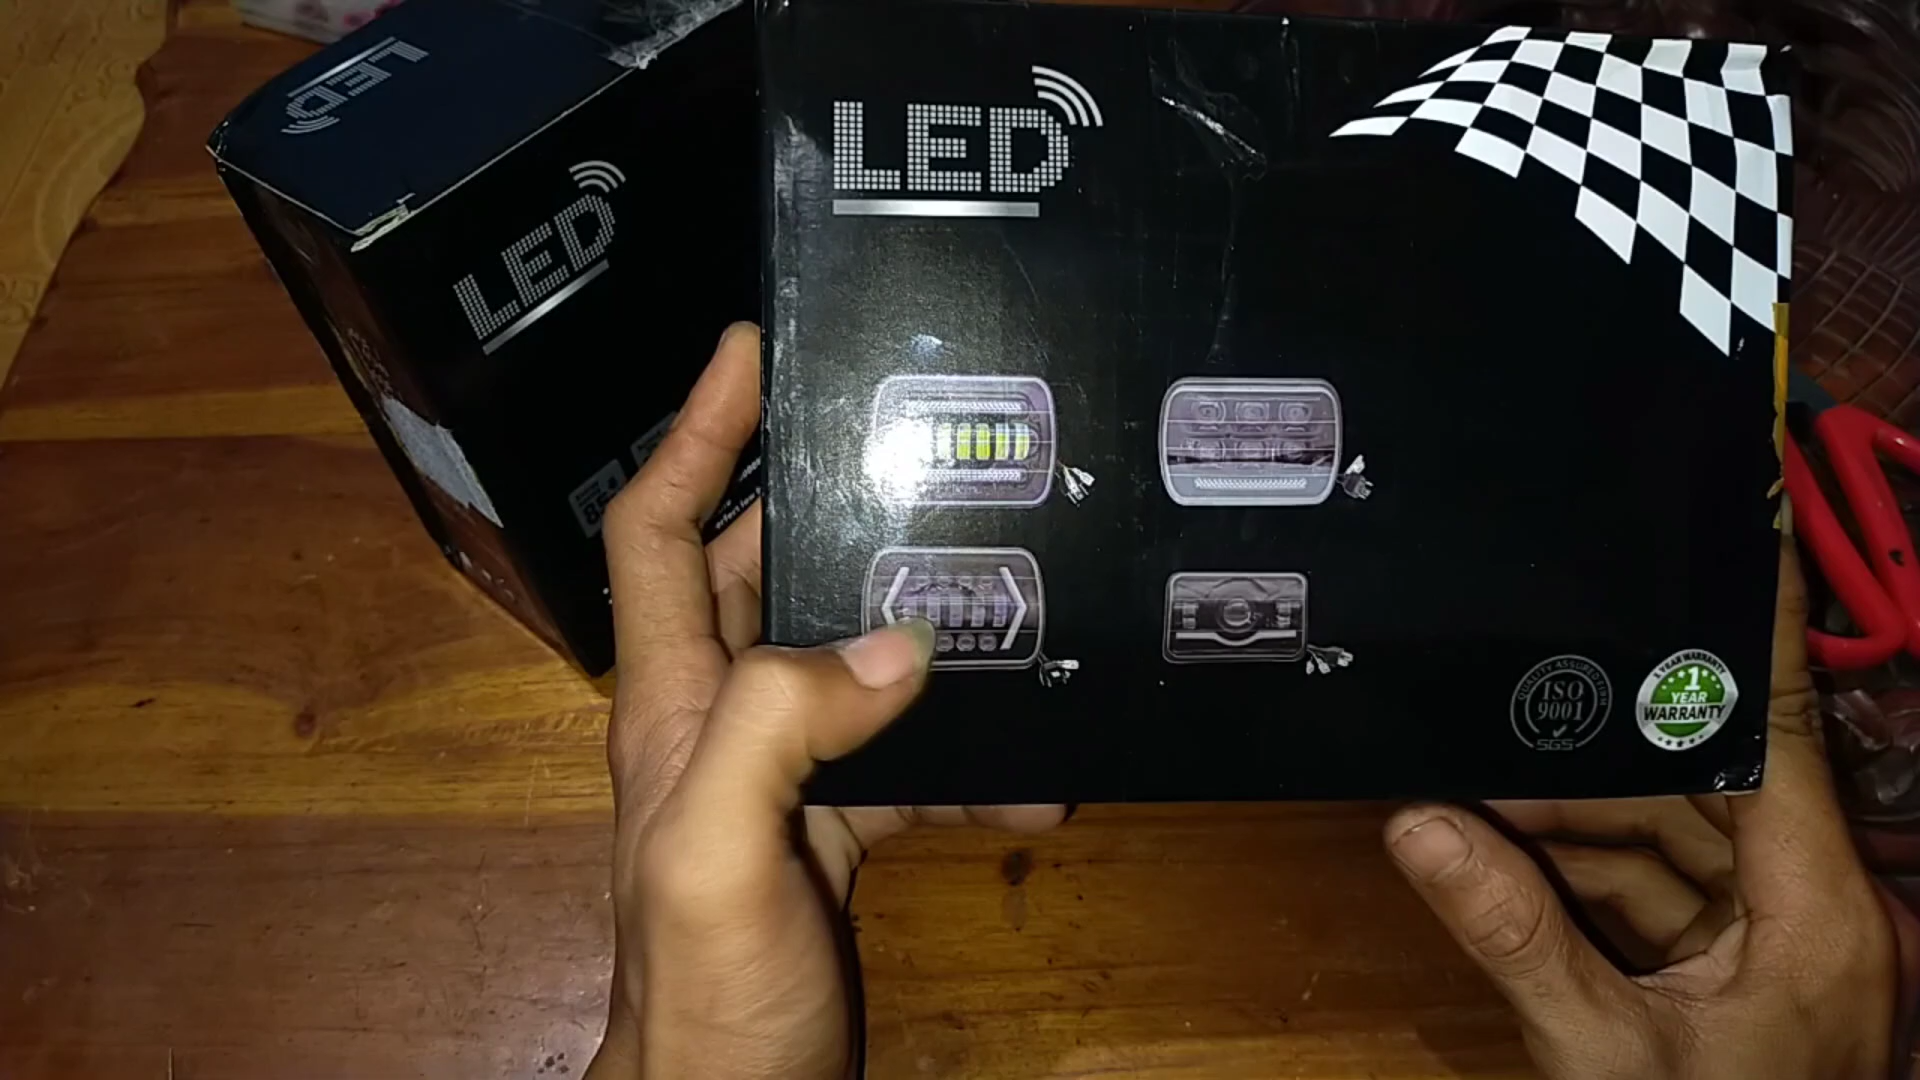 LED
LED
LED
QUALITY ASSURED FIRM
ISO
9001
SGS
1 YEAR WARRANTY
1
YEAR
WARRANTY